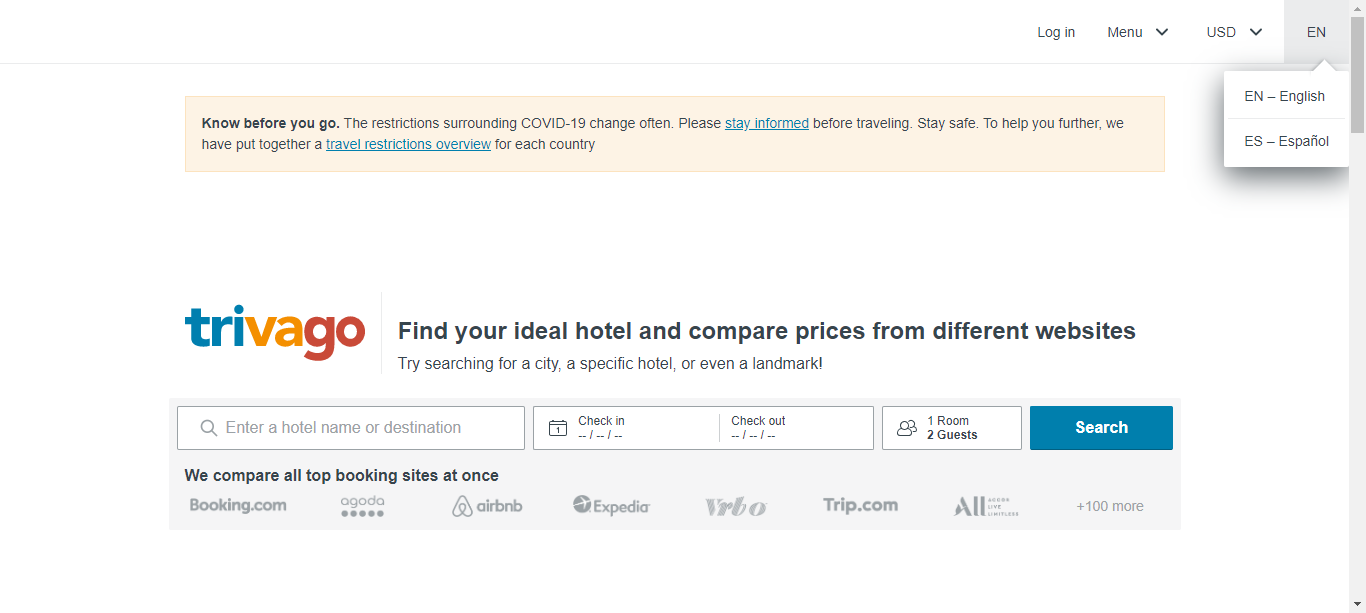 Log in Menu USD EN
EN – English
ES – Español
Know before you go. The restrictions surrounding COVID-19 change often. Please stay informed before traveling. Stay safe. To help you further, we
have put together a travel restrictions overview for each country
trivago
Find your ideal hotel and compare prices from different websites
Try searching for a city, a specific hotel, or even a landmark!
Enter a hotel name or destination
1
Check in
-- / -- / --
Check out
-- / -- / --
1 Room
2 Guests
Search
We compare all top booking sites at once
Booking.com agoda airbnb Expedia Vrbo Trip.com ALL ACCOR LIVE LIMITLESS +100 more